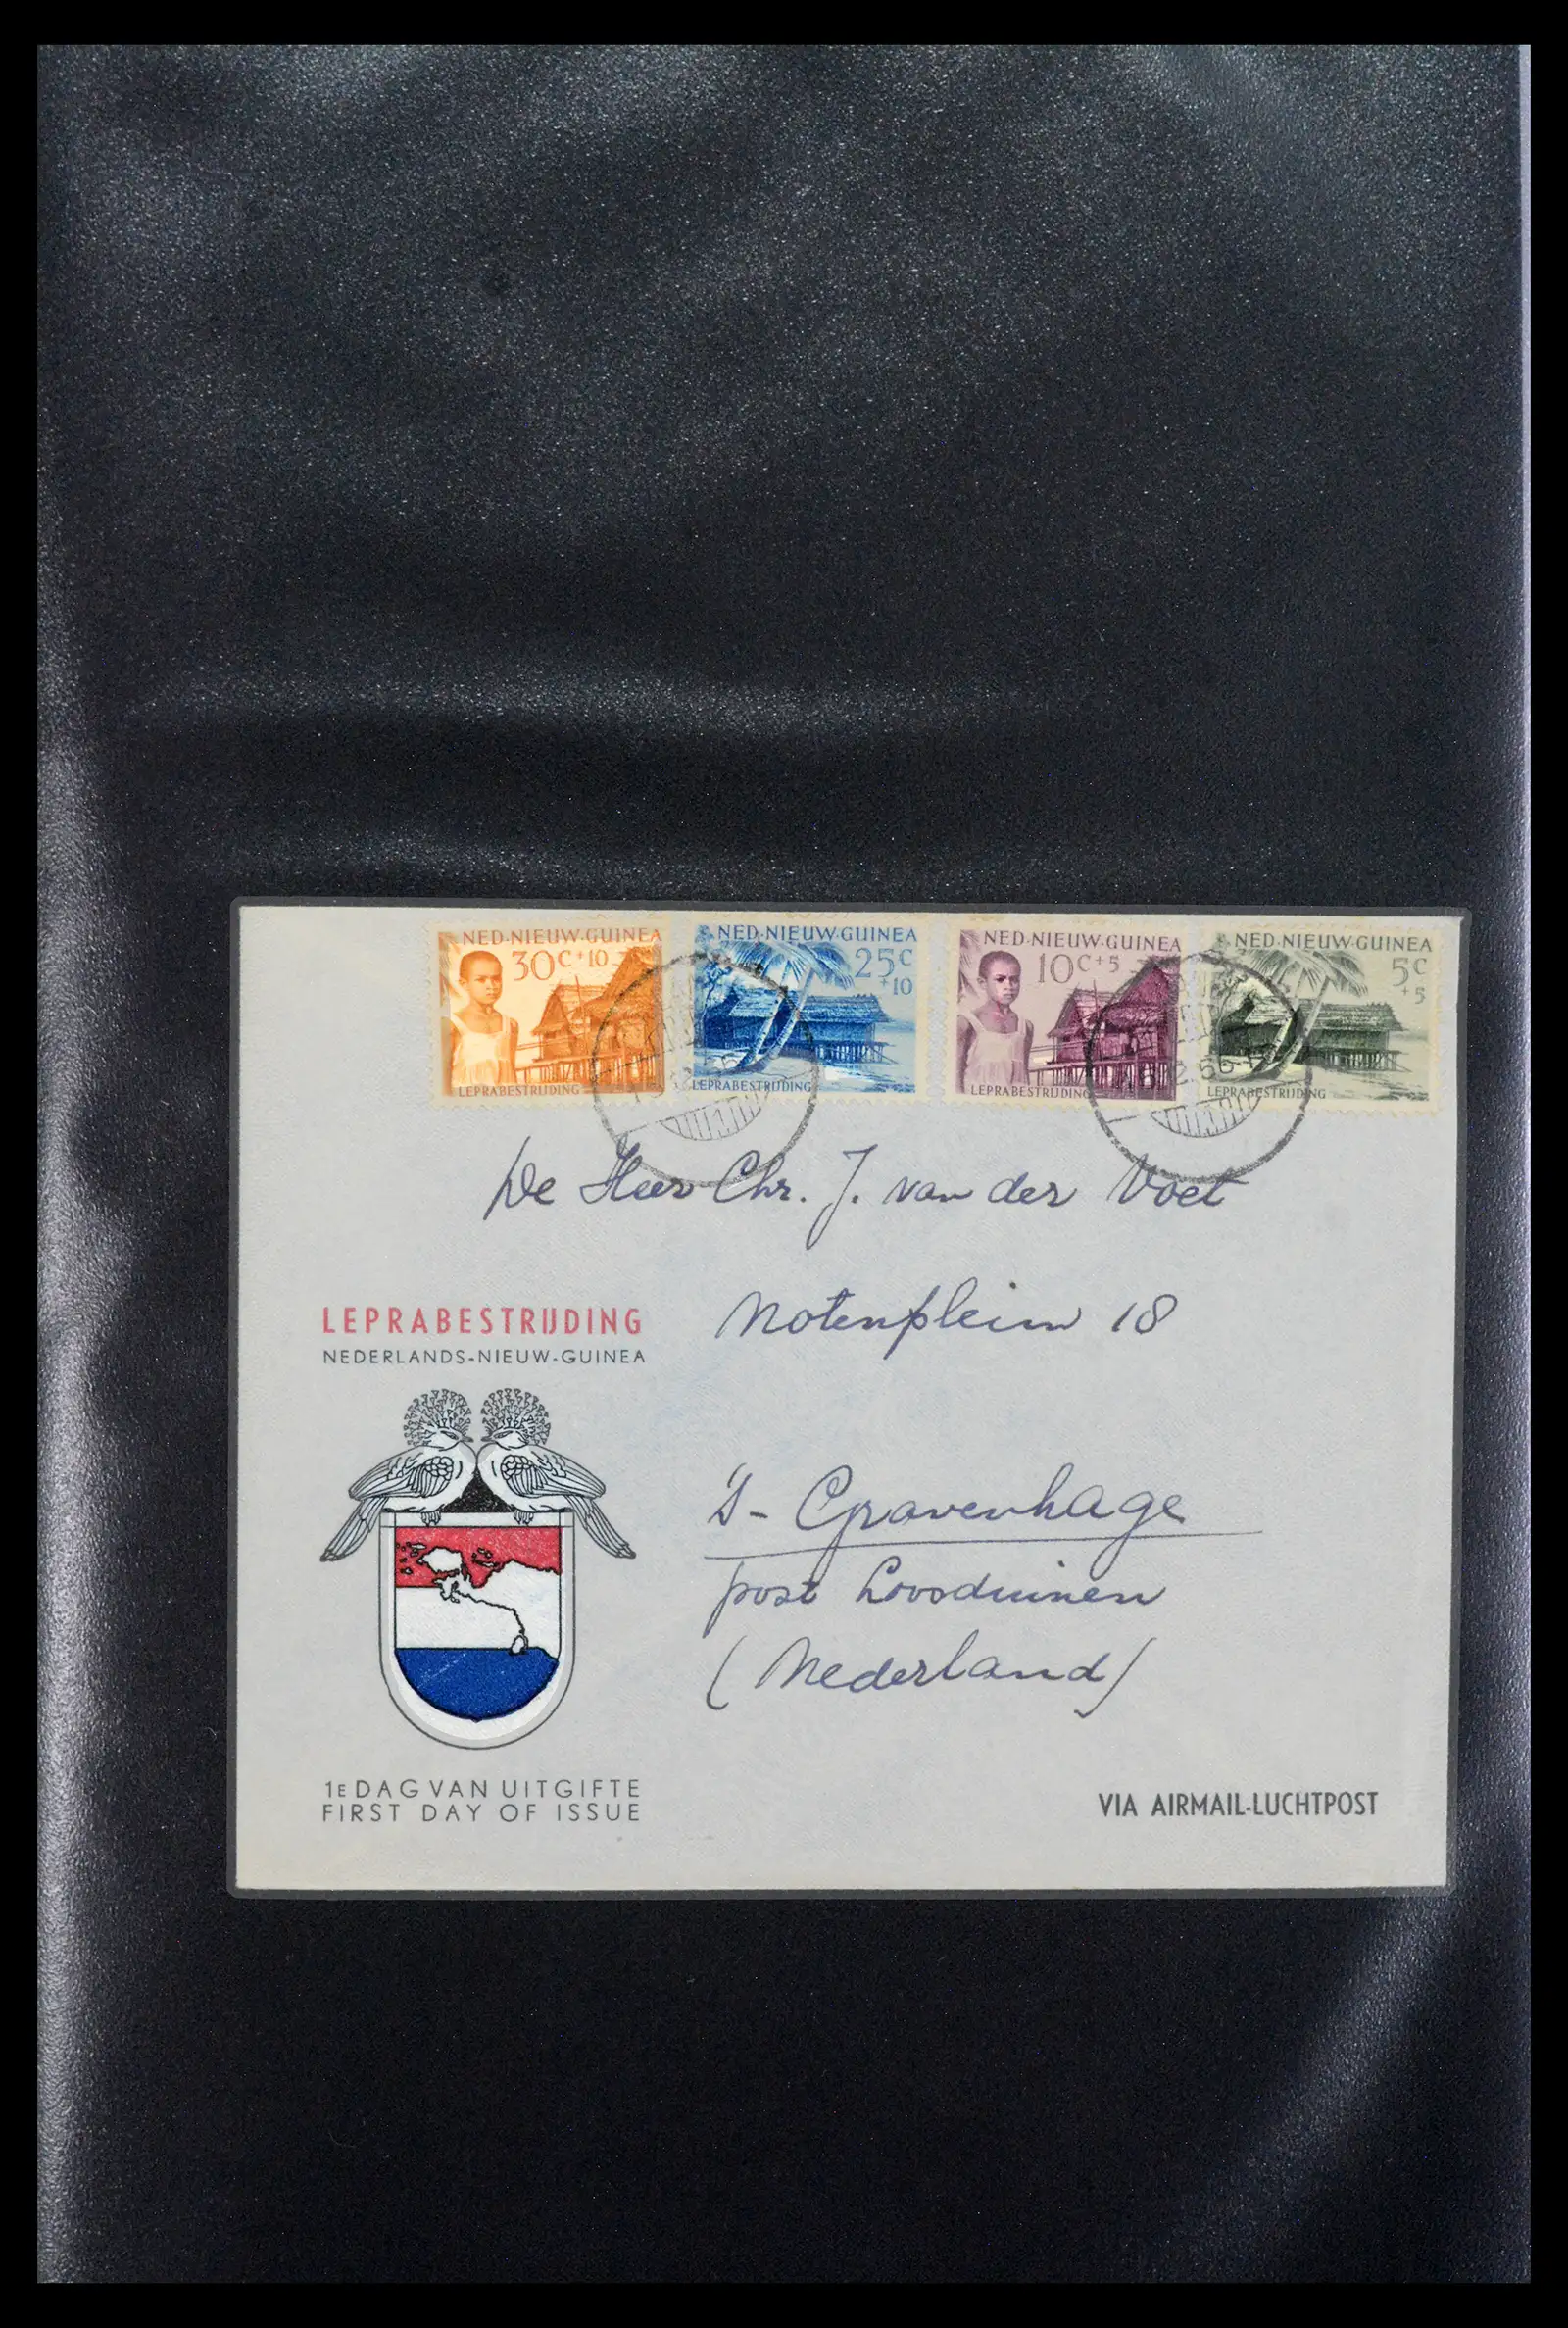 NED·NIEUW·GUINEA
30C+10
LEPRABESTRIJDING
NED·NIEUW·GUINEA
25C
+10
LEPRABESTRIJDING
NED·NIEUW·GUINEA
10C+5
LEPRABESTRIJDING
NED·NIEUW·GUINEA
5C
+5
LEPRABESTRIJDING
De Heer Chr. J. van der Voet
Notenplein 18
's-Gravenhage
post Loosduinen
(Nederland)
LEPRABESTRIJDING
NEDERLANDS-NIEUW-GUINEA
1E DAG VAN UITGIFTE
FIRST DAY OF ISSUE
VIA AIRMAIL-LUCHTPOST